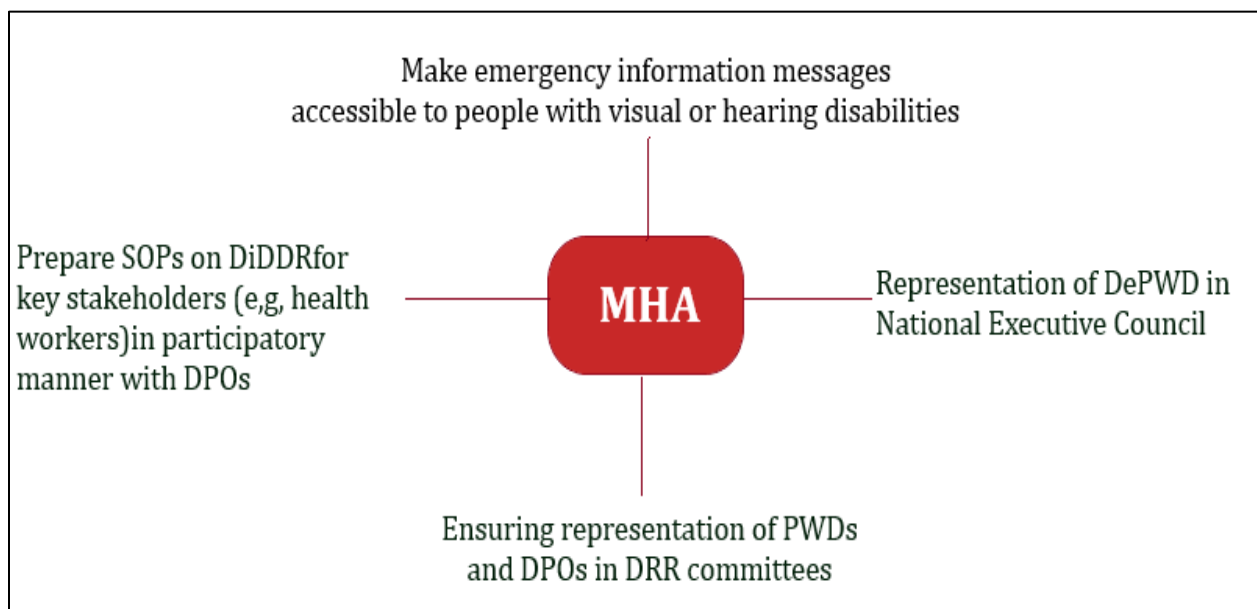 Make emergency information messages
accessible to people with visual or hearing disabilities
Prepare SOPs on DiDDRfor
key stakeholders (e,g, health
workers)in participatory
manner with DPOs
MHA
Representation of DePWD in
National Executive Council
Ensuring representation of PWDs
and DPOs in DRR committees